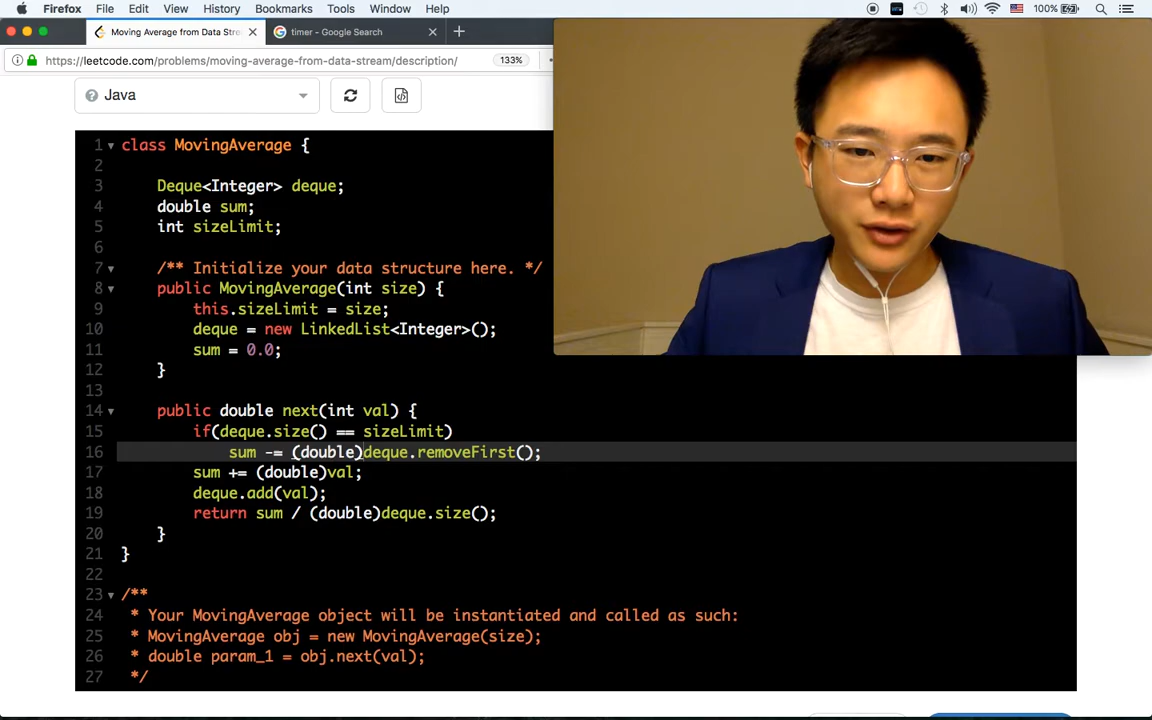 Firefox File Edit View History Bookmarks Tools Window Help 100%
Moving Average from Data Stre timer - Google Search
https://leetcode.com/problems/moving-average-from-data-stream/description/ 133%
Java
1 class MovingAverage {
2
3 Deque<Integer> deque;
4 double sum;
5 int sizeLimit;
6
7 /** Initialize your data structure here. */
8 public MovingAverage(int size) {
9 this.sizeLimit = size;
10 deque = new LinkedList<Integer>();
11 sum = 0.0;
12 }
13
14 public double next(int val) {
15 if(deque.size() == sizeLimit)
16 sum -= (double)deque.removeFirst();
17 sum += (double)val;
18 deque.add(val);
19 return sum / (double)deque.size();
20 }
21 }
22
23 /**
24 * Your MovingAverage object will be instantiated and called as such:
25 * MovingAverage obj = new MovingAverage(size);
26 * double param_1 = obj.next(val);
27 */